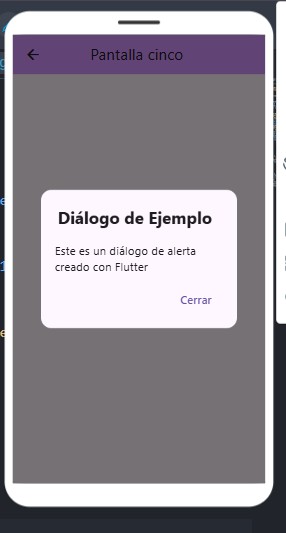 Pantalla cinco
Diálogo de Ejemplo
Este es un diálogo de alerta
creado con Flutter
Cerrar